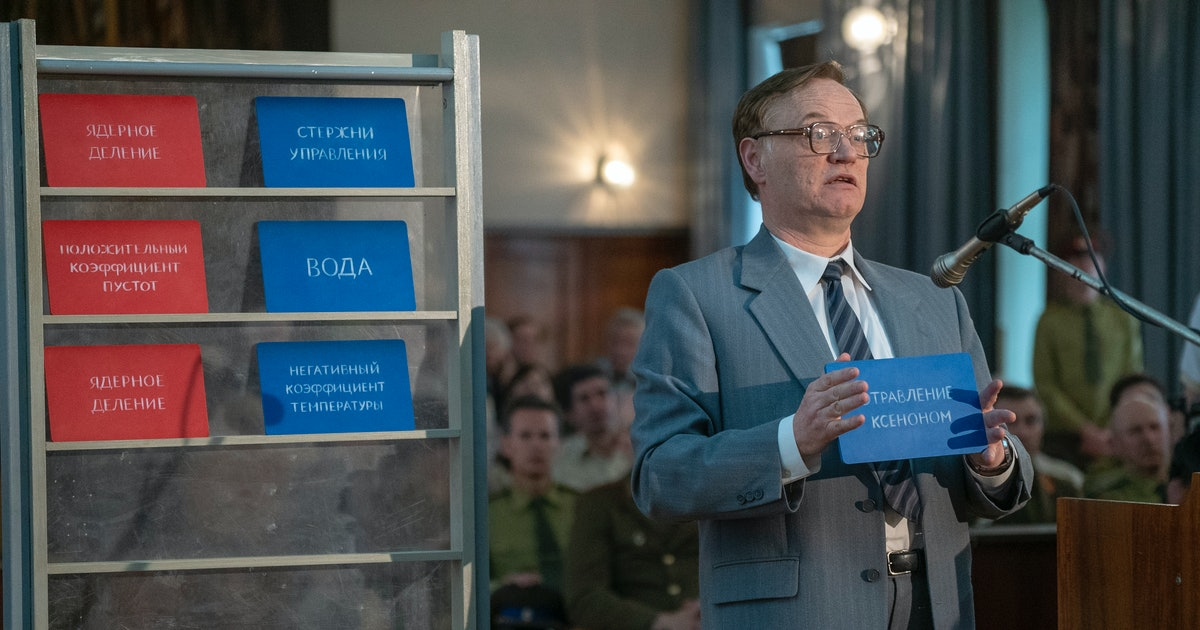 ЯДЕРНОЕ
ДЕЛЕНИЕ
СТЕРЖНИ
УПРАВЛЕНИЯ
ПОЛОЖИТЕЛЬНЫЙ
КОЭФФИЦИЕНТ
ПУСТОТ
ВОДА
ЯДЕРНОЕ
ДЕЛЕНИЕ
НЕГАТИВНЫЙ
КОЭФФИЦИЕНТ
ТЕМПЕРАТУРЫ
ТРАВЛЕНИЕ
КСЕНОНОМ